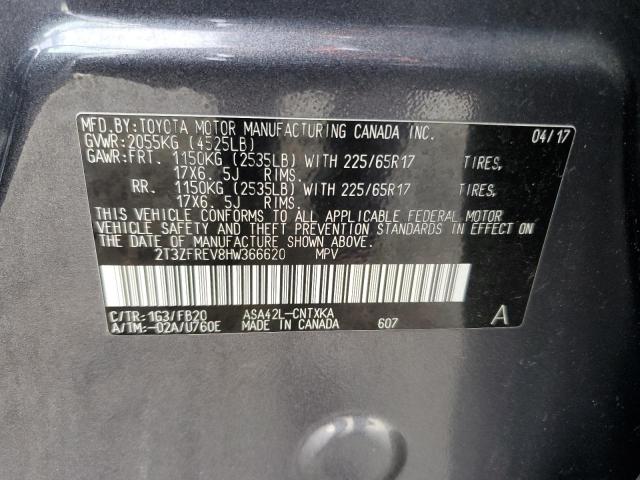 MFD.BY:TOYOTA MOTOR MANUFACTURING CANADA INC. 04/17
GVWR:2055KG (4525LB)
GAWR:FRT. 1150KG (2535LB) WITH 225/65R17 TIRES,
17X6.5J RIMS.
RR. 1150KG (2535LB) WITH 225/65R17 TIRES,
17X6.5J RIMS.
THIS VEHICLE CONFORMS TO ALL APPLICABLE FEDERAL MOTOR
VEHICLE SAFETY AND THEFT PREVENTION STANDARDS IN EFFECT ON
THE DATE OF MANUFACTURE SHOWN ABOVE.
2T3ZFREV8HW366620 MPV
C/TR:1G3/FB20 ASA42L-CNTXKA
A/TM:-02A/U760E MADE IN CANADA 607 A